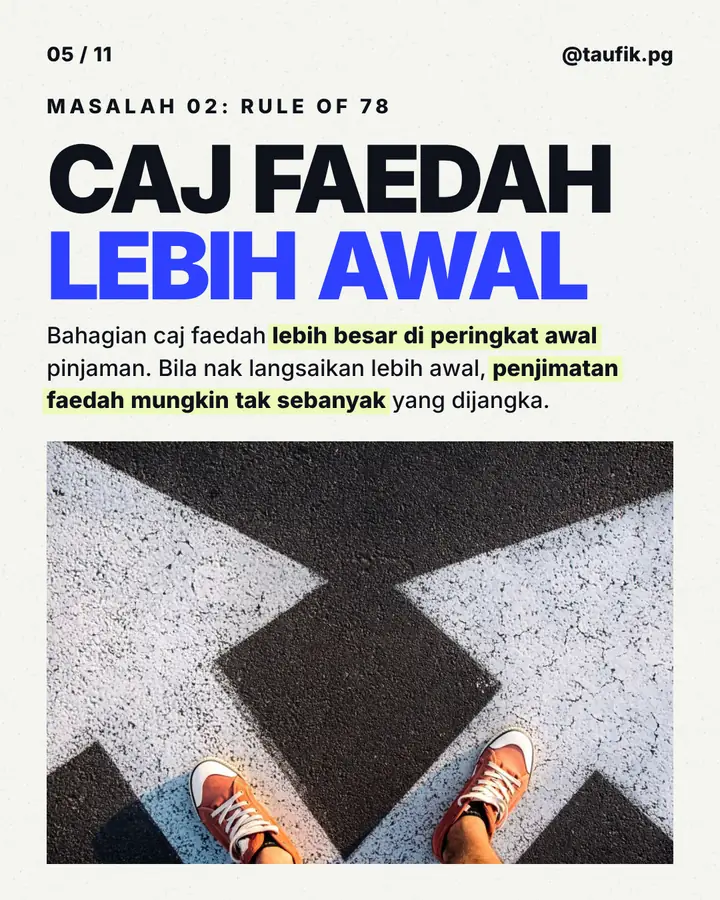 05 / 11
@taufik.pg
MASALAH 02: RULE OF 78
CAJ FAEDAH
LEBIH AWAL
Bahagian caj faedah lebih besar di peringkat awal
pinjaman. Bila nak langsaikan lebih awal, penjimatan
faedah mungkin tak sebanyak yang dijangka.